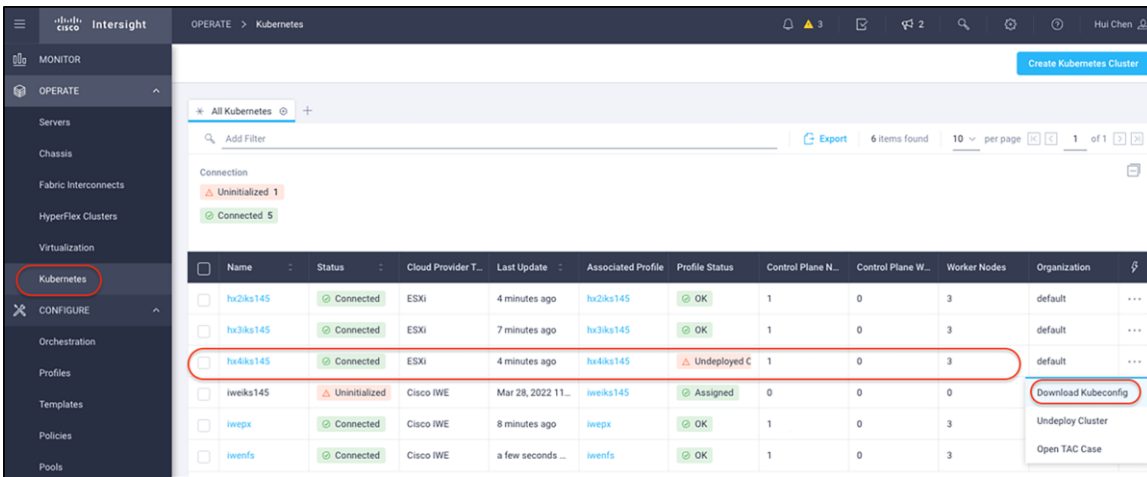 cisco Intersight
OPERATE > Kubernetes
3
2
Hui Chen
MONITOR
OPERATE
Servers
Chassis
Fabric Interconnects
HyperFlex Clusters
Virtualization
Kubernetes
CONFIGURE
Orchestration
Profiles
Templates
Policies
Pools
Create Kubernetes Cluster
All Kubernetes
Add Filter
Export 6 items found 10 per page 1 of 1
Connection
Uninitialized 1
Connected 5
Name Status Cloud Provider T... Last Update Associated Profile Profile Status Control Plane N... Control Plane W... Worker Nodes Organization
hx2iks145 Connected ESXi 4 minutes ago hx2iks145 OK 1 0 3 default ...
hx3iks145 Connected ESXi 7 minutes ago hx3iks145 OK 1 0 3 default ...
hx4iks145 Connected ESXi 4 minutes ago hx4iks145 Undeployed C 1 0 3 default ...
iweiks145 Uninitialized Cisco IWE Mar 28, 2022 11... iweiks145 Assigned 0 0 0
iwepx Connected Cisco IWE 8 minutes ago iwepx OK 1 0 3
iwenfs Connected Cisco IWE a few seconds ... iwenfs OK 1 0 3
Download Kubeconfig
Undeploy Cluster
Open TAC Case